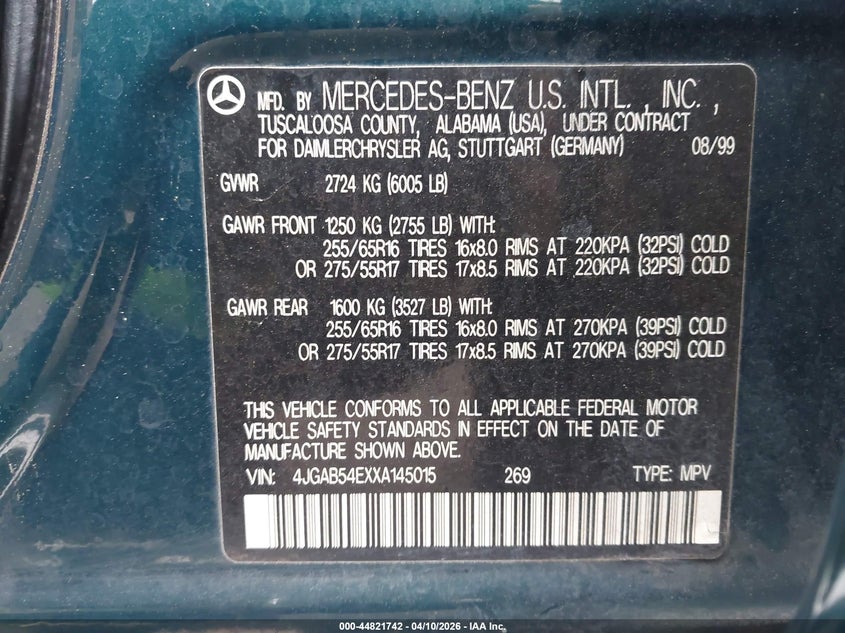 MFD. BY MERCEDES-BENZ U.S. INTL., INC.,
TUSCALOOSA COUNTY, ALABAMA (USA), UNDER CONTRACT
FOR DAIMLERCHRYSLER AG, STUTTGART (GERMANY) 08/99
GVWR 2724 KG (6005 LB)
GAWR FRONT 1250 KG (2755 LB) WITH:
255/65R16 TIRES 16x8.0 RIMS AT 220KPA (32PSI) COLD
OR 275/55R17 TIRES 17x8.5 RIMS AT 220KPA (32PSI) COLD
GAWR REAR 1600 KG (3527 LB) WITH:
255/65R16 TIRES 16x8.0 RIMS AT 270KPA (39PSI) COLD
OR 275/55R17 TIRES 17x8.5 RIMS AT 270KPA (39PSI) COLD
THIS VEHICLE CONFORMS TO ALL APPLICABLE FEDERAL MOTOR
VEHICLE SAFETY STANDARDS IN EFFECT ON THE DATE OF
MANUFACTURE SHOWN ABOVE.
VIN: 4JGAB54EXXA145015 269 TYPE: MPV
000-44821742 - 04/10/2026 - IAA Inc.